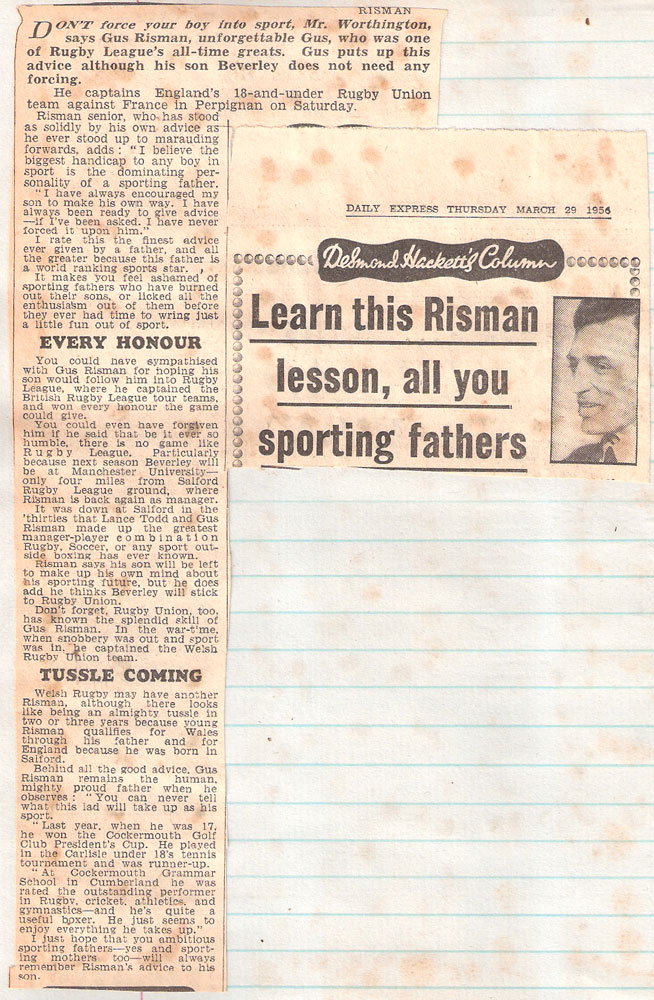 RISMAN
DON'T force your boy into sport, Mr. Worthington,
says Gus Risman, unforgettable Gus, who was one
of Rugby League's all-time greats. Gus puts up this
advice although his son Beverley does not need any
forcing.
He captains England's 18-and-under Rugby Union
team against France in Perpignan on Saturday.
Risman senior, who has stood
as solidly by his own advice as
he ever stood up to marauding
forwards, adds: "I believe the
biggest handicap to any boy in
sport is the dominating per-
sonality of a sporting father.
"I have always encouraged my
son to make his own way. I have
always been ready to give advice
—if I've been asked. I have never
forced it upon him."
I rate this the finest advice
ever given by a father, and all
the greater because this father is
a world ranking sports star.
It makes you feel ashamed of
sporting fathers who have burned
out their sons, or licked all the
enthusiasm out of them before
they ever had time to wring just
a little fun out of sport.
EVERY HONOUR
You could have sympathised
with Gus Risman for hoping his
son would follow him into Rugby
League, where he captained the
British Rugby League tour teams,
and won every honour the game
could give.
You could even have forgiven
him if he said that be it ever so
humble, there is no game like
Rugby League. Particularly
because next season Beverley will
be at Manchester University—
only four miles from Salford
Rugby League ground, where
Risman is back again as manager.
It was down at Salford in the
'thirties that Lance Todd and Gus
Risman made up the greatest
manager-player combination
Rugby, Soccer, or any sport out-
side boxing has ever known.
Risman says his son will be left
to make up his own mind about
his sporting future, but he does
add he thinks Beverley will stick
to Rugby Union.
Don't forget, Rugby Union, too,
has known the splendid skill of
Gus Risman. In the war-time,
when snobbery was out and sport
was in, he captained the Welsh
Rugby Union team.
TUSSLE COMING
Welsh Rugby may have another
Risman, although there looks
like being an almighty tussle in
two or three years because young
Risman qualifies for Wales
through his father and for
England because he was born in
Salford.
Behind all the good advice, Gus
Risman remains the human,
mighty proud father when he
observes: "You can never tell
what this lad will take up as his
sport.
"Last year, when he was 17,
he won the Cockermouth Golf
Club President's Cup. He played
in the Carlisle under 18's tennis
tournament and was runner-up.
"At Cockermouth Grammar
School in Cumberland he was
rated the outstanding performer
in Rugby, cricket, athletics, and
gymnastics—and he's quite a
useful boxer. He just seems to
enjoy everything he takes up."
I just hope that you ambitious
sporting fathers—yes and sport-
ing mothers too—will always
remember Risman's advice to his
son.
DAILY EXPRESS THURSDAY MARCH 29 1956
Desmond Hackett's Column
Learn this Risman
lesson, all you
sporting fathers